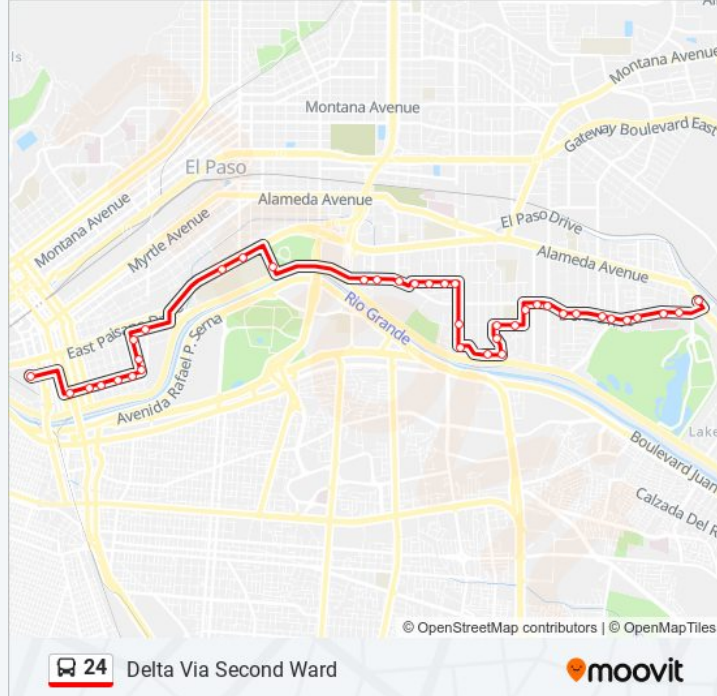 ls
Al
Montana Avenue
Montana Avenue
Gateway Boulevard East
El Paso
Alameda Avenue
El Paso Drive
Montana Avenue
Myrtle Avenue
Alameda Avenue
Rio Grande
East Paisano D
Avenida Rafael P. Serna
Lake
Boulevard Juan
Calzada Del R
© OpenStreetMap contributors | © OpenMapTiles
24
Delta Via Second Ward
moovit